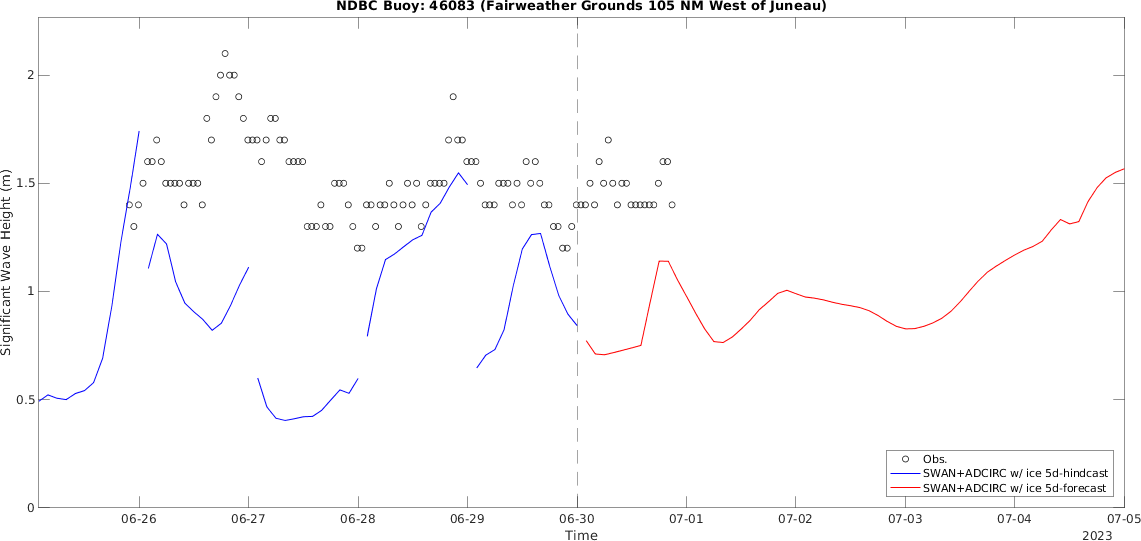 NDBC Buoy: 46083 (Fairweather Grounds 105 NM West of Juneau)
Significant Wave Height (m)
2
1.5
1
0.5
0
Obs.
SWAN+ADCIRC w/ ice 5d-hindcast
SWAN+ADCIRC w/ ice 5d-forecast
06-26 06-27 06-28 06-29 06-30 07-01 07-02 07-03 07-04 07-05
Time
2023